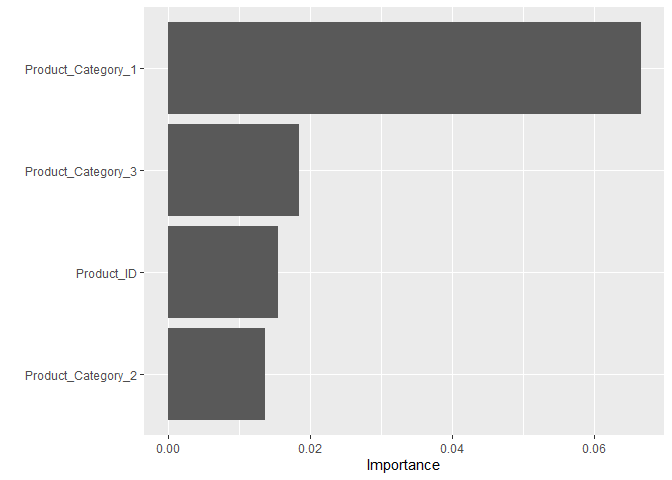 Product_Category_1
Product_Category_3
Product_ID
Product_Category_2
0.00 0.02 0.04 0.06
Importance